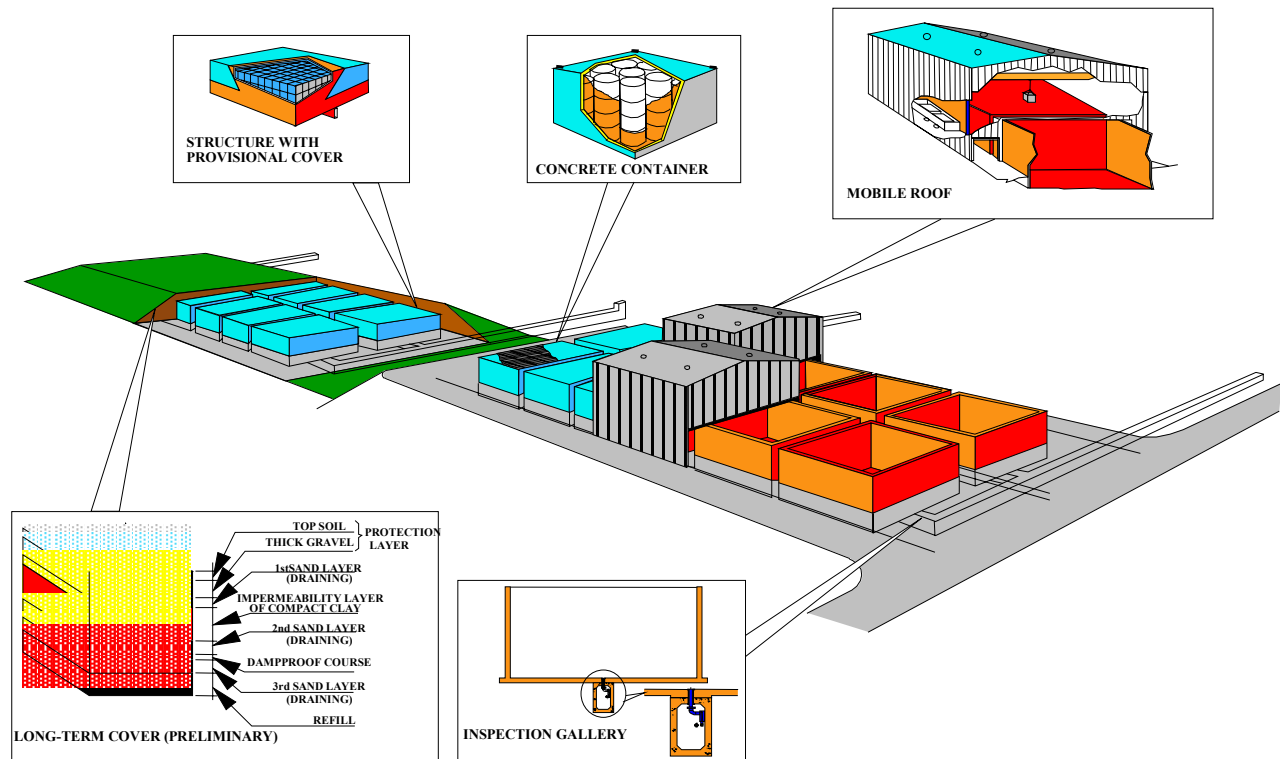 STRUCTURE WITH
PROVISIONAL COVER
CONCRETE CONTAINER
MOBILE ROOF
TOP SOIL
THICK GRAVEL
PROTECTION
LAYER
1stSAND LAYER
(DRAINING)
IMPERMEABILITY LAYER
OF COMPACT CLAY
2nd SAND LAYER
(DRAINING)
DAMPPROOF COURSE
3rd SAND LAYER
(DRAINING)
REFILL
LONG-TERM COVER (PRELIMINARY)
INSPECTION GALLERY